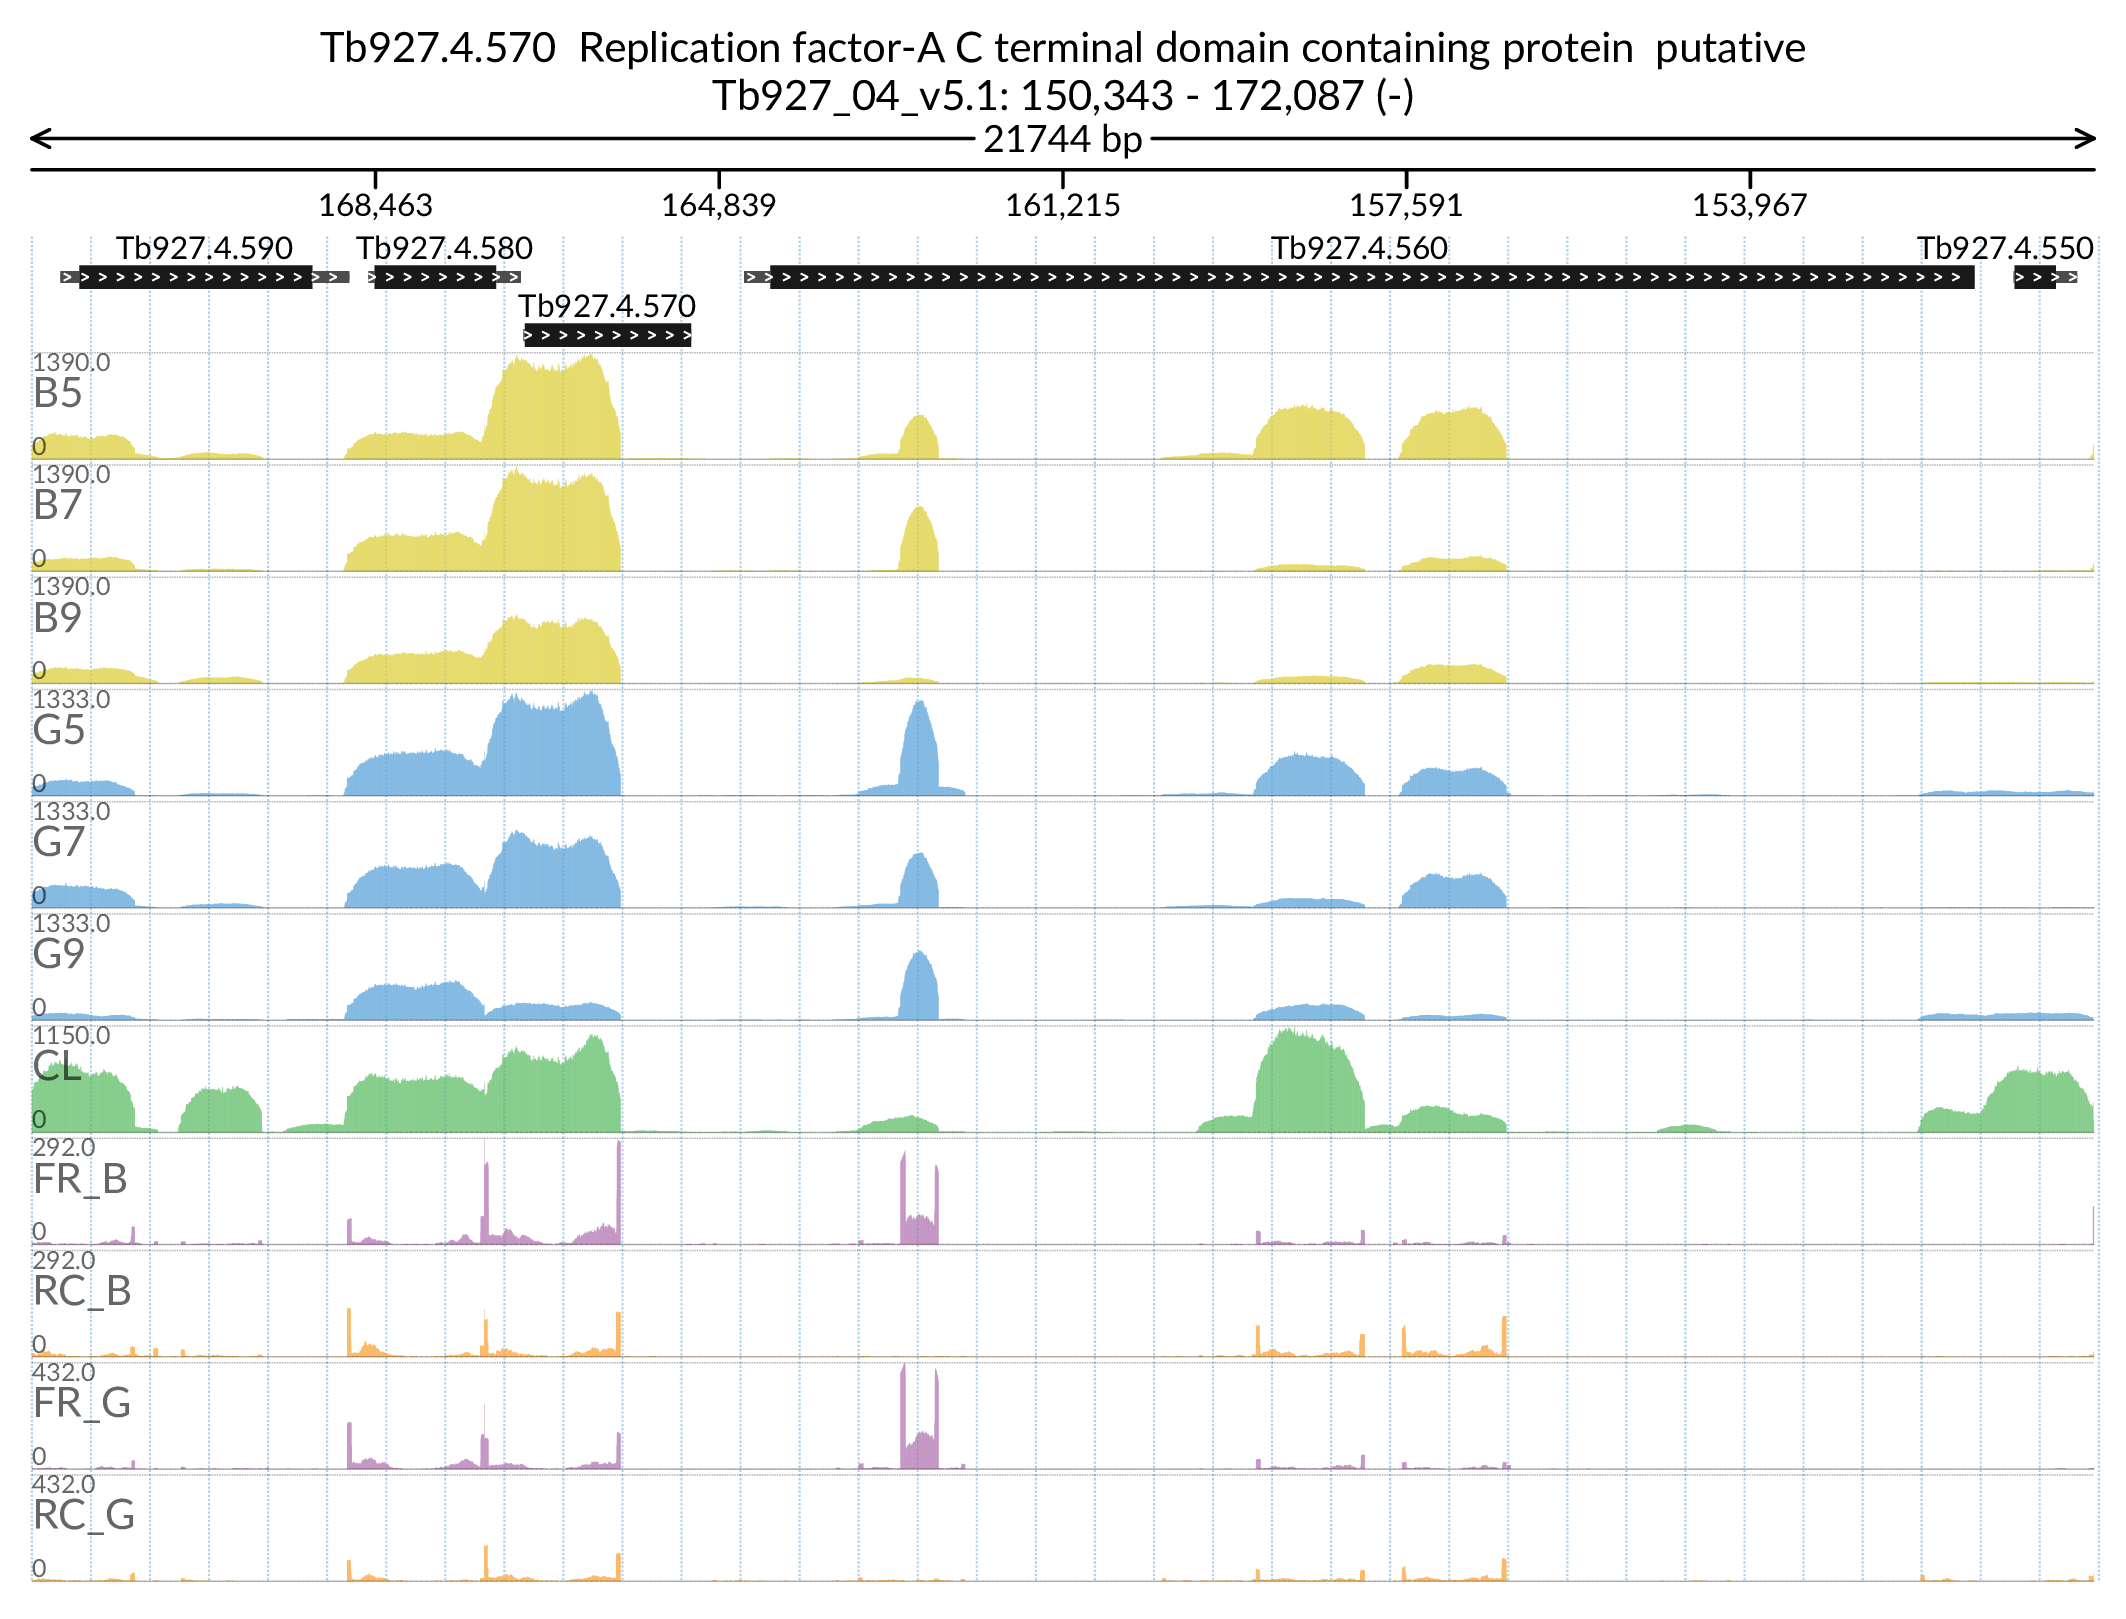 Tb927.4.570  Replication factor-A C terminal domain containing protein  putative
Tb927_04_v5.1: 150,343 - 172,087 (-)
21744 bp
168,463 164,839 161,215 157,591 153,967
Tb927.4.590 Tb927.4.580 Tb927.4.560 Tb927.4.550
Tb927.4.570
1390.0
B5
0
1390.0
B7
0
1390.0
B9
0
1333.0
G5
0
1333.0
G7
0
1333.0
G9
0
1150.0
CL
0
292.0
FR_B
0
292.0
RC_B
0
432.0
FR_G
0
432.0
RC_G
0